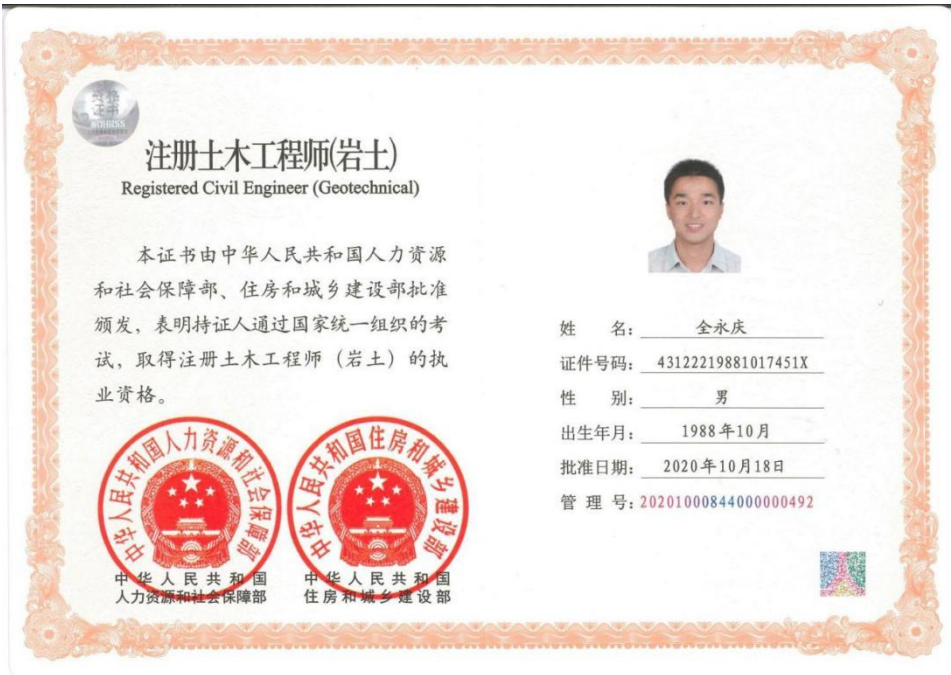 注册土木工程师(岩土)
Registered Civil Engineer (Geotechnical)
本证书由中华人民共和国人力资源
和社会保障部、住房和城乡建设部批准
颁发，表明持证人通过国家统一组织的考
试，取得注册土木工程师（岩土）的执
业资格。
中华人民共和国人力资源和社会保障部
中华人民共和国住房和城乡建设部
中华人民共和国
人力资源和社会保障部
中华人民共和国
住房和城乡建设部
姓 名: 全永庆
证件号码: 43122219881017451X
性 别: 男
出生年月: 1988年10月
批准日期: 2020年10月18日
管 理 号: 20201000844000000492